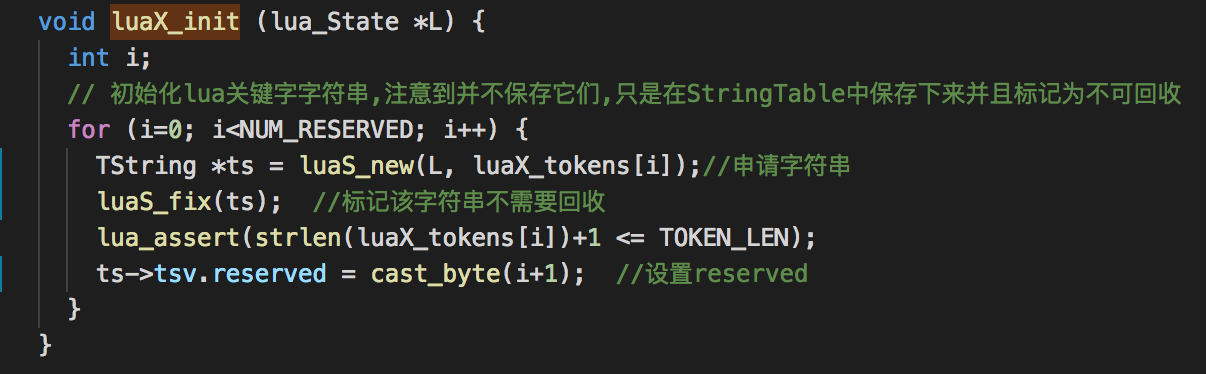 void luaX_init (lua_State *L) {
int i;
// 初始化lua关键字字符串,注意到并不保存它们,只是在StringTable中保存下来并且标记为不可回收
for (i=0; i<NUM_RESERVED; i++) {
TString *ts = luaS_new(L, luaX_tokens[i]);//申请字符串
luaS_fix(ts);  //标记该字符串不需要回收
lua_assert(strlen(luaX_tokens[i])+1 <= TOKEN_LEN);
ts->tsv.reserved = cast_byte(i+1);  //设置reserved
}
}